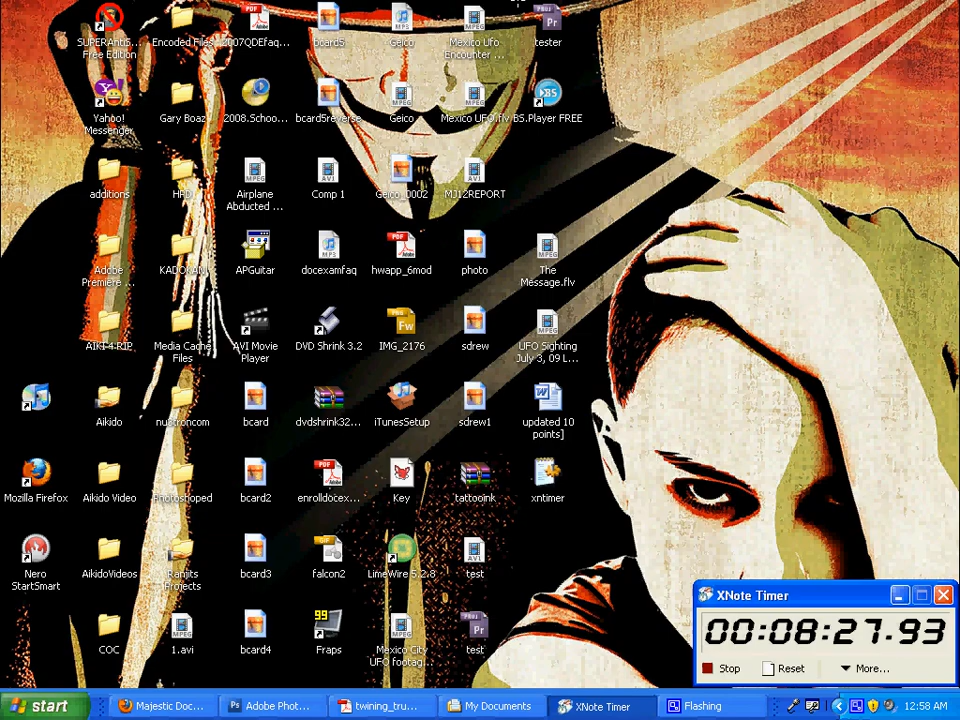 SUPERAntiS...
Free Edition
Encoded Files
2007QDEfaq...
bcard5
Geico
Mexico Ufo
Encounter ...
tester
Yahoo!
Messenger
Gary Boaz
2008.Schoo...
bcard5reverse
Geico
Mexico UFO.flv
BS.Player FREE
additions
Airplane
Abducted ...
Comp 1
Geico_0002
MJ12REPORT
Adobe
Premiere ...
APGuitar
docexamfaq
hwapp_6mod
photo
The
Message.flv
AIKI 4 RIP
Media Cache
Files
AVI Movie
Player
DVD Shrink 3.2
IMG_2176
sdrew
UFO Sighting
July 3, 09 L...
Aikido
nustroncom
bcard
dvdshrink32...
iTunesSetup
sdrew1
updated 10
points]
Mozilla Firefox
Aikido Video
Photoshoped
bcard2
enrolldocex...
Key
tattooink
xntimer
Nero
StartSmart
AikidoVideos
Ranjits
Projects
bcard3
falcon2
LimeWire 5.2.8
test
COC
1.avi
bcard4
Fraps
Mexico City
UFO footag...
test
XNote Timer
00:08:27.93
Stop
Reset
More...
start
Majestic Doc...
Adobe Phot...
twining_tru...
My Documents
XNote Timer
Flashing
12:58 AM